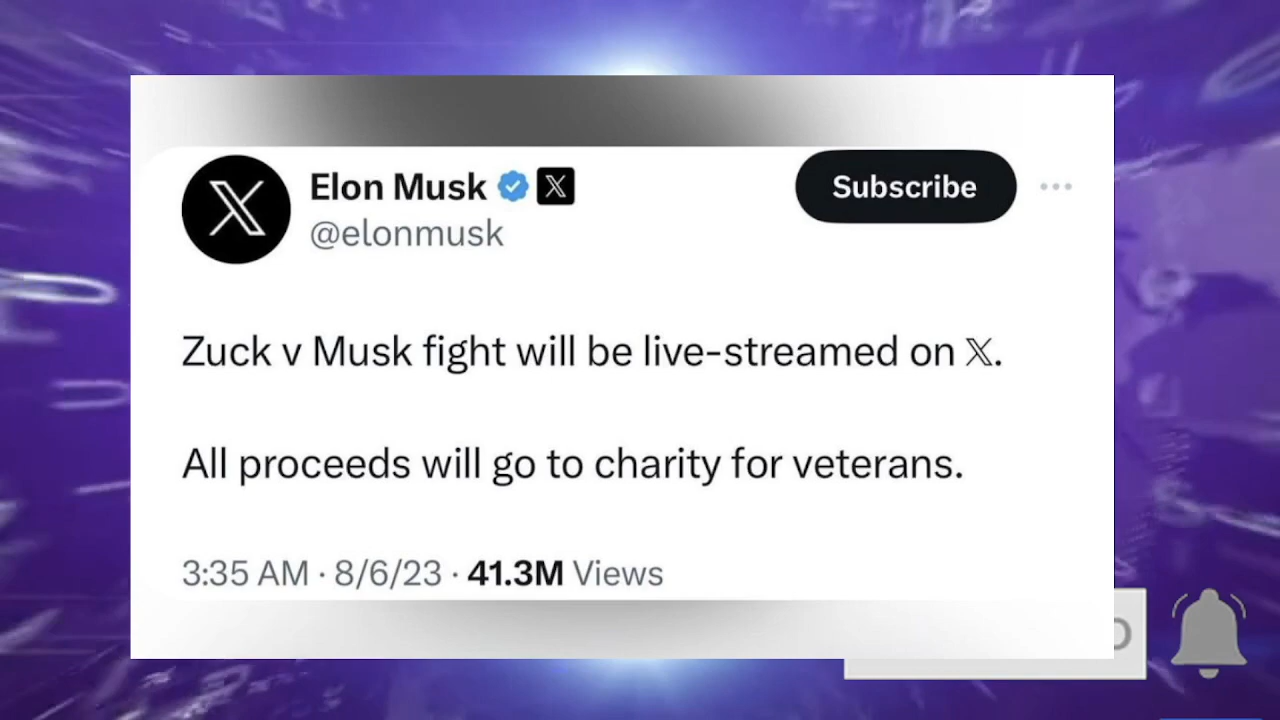 Elon Musk
Subscribe
@elonmusk
Zuck v Musk fight will be live-streamed on 𝕏.
All proceeds will go to charity for veterans.
3:35 AM · 8/6/23 · 41.3M Views